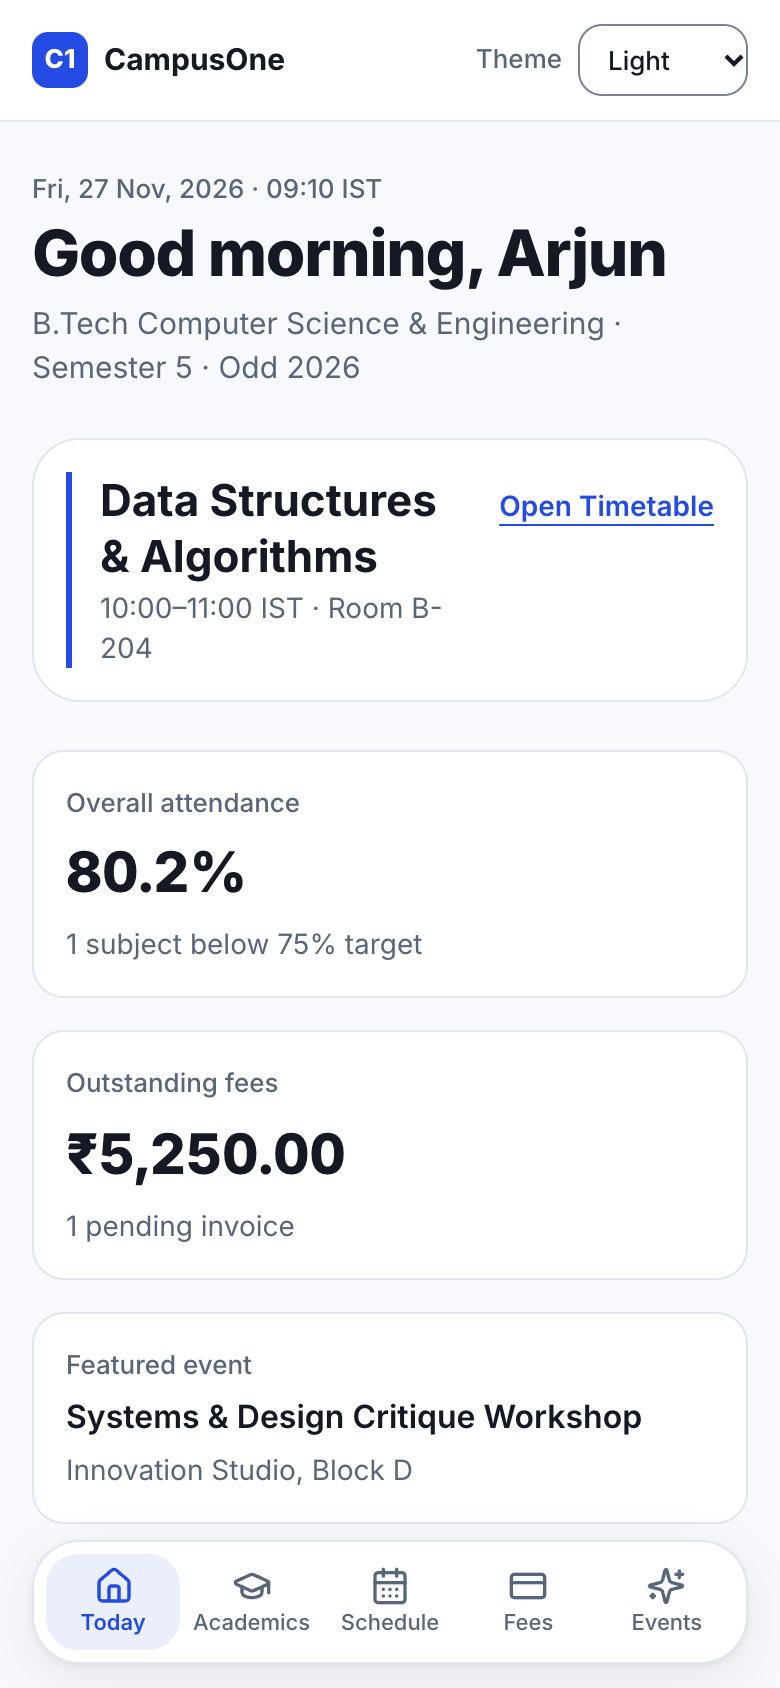 C1 CampusOne Theme Light
Fri, 27 Nov, 2026 · 09:10 IST
Good morning, Arjun
B.Tech Computer Science & Engineering ·
Semester 5 · Odd 2026
Data Structures
& Algorithms
Open Timetable
10:00–11:00 IST · Room B-
204
Overall attendance
80.2%
1 subject below 75% target
Outstanding fees
₹5,250.00
1 pending invoice
Featured event
Systems & Design Critique Workshop
Innovation Studio, Block D
Today Academics Schedule Fees Events